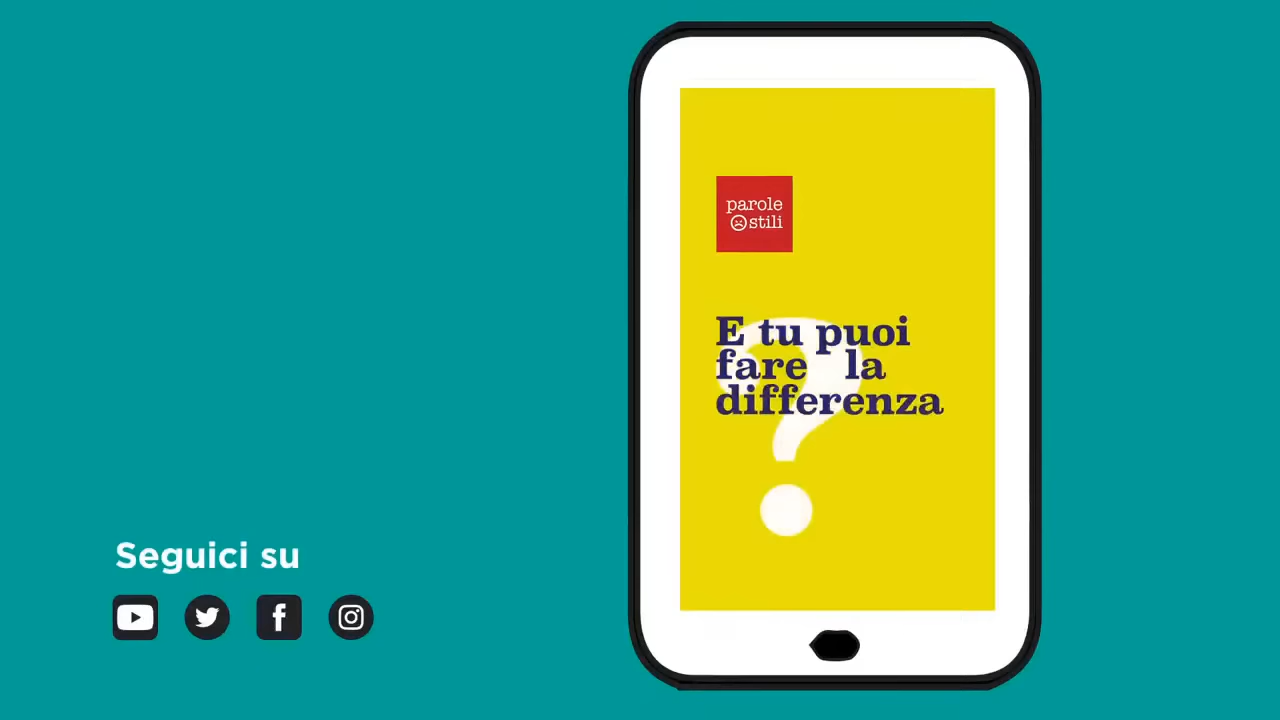 parole
stili
E tu puoi
fare la
differenza
?
Seguici su